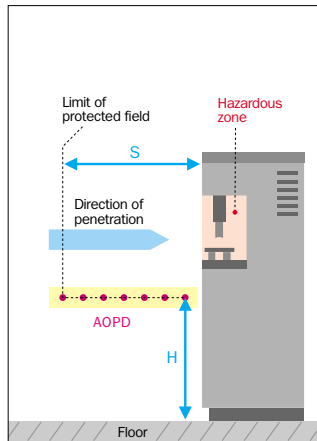 Limit of
protected field
Hazardous
zone
S
Direction of
penetration
AOPD
H
Floor